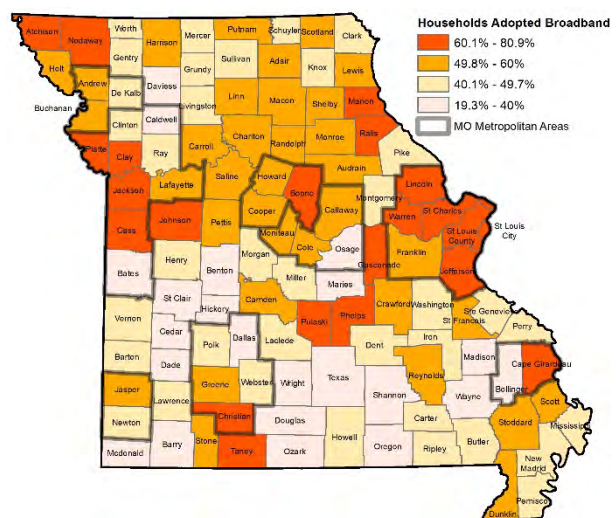 Households Adopted Broadband
60.1% - 80.9%
49.8% - 60%
40.1% - 49.7%
19.3% - 40%
MO Metropolitan Areas
Atchison
Nodaway
Worth
Harrison
Mercer
Putnam
Schuyler
Scotland
Clark
Gentry
Sullivan
Adair
Knox
Lewis
Holt
Andrew
De Kalb
Daviess
Grundy
Livingston
Linn
Macon
Shelby
Marion
Buchanan
Clinton
Caldwell
Chariton
Randolph
Monroe
Ralls
Platte
Clay
Ray
Carroll
Pike
Audrain
Jackson
Lafayette
Saline
Howard
Boone
Callaway
Montgomery
Lincoln
Warren
St Charles
St Louis
County
St Louis
City
Cass
Johnson
Pettis
Cooper
Moniteau
Cole
Osage
Gasconade
Franklin
Jefferson
Bates
Henry
Benton
Morgan
Miller
Maries
St Clair
Hickory
Camden
Pulaski
Phelps
Crawford
Washington
St Francois
Ste Genevieve
Perry
Vernon
Cedar
Polk
Dallas
Laclede
Dent
Iron
Madison
Cape Girardeau
Bollinger
Barton
Dade
Greene
Webster
Wright
Texas
Shannon
Reynolds
Wayne
Scott
Jasper
Lawrence
Christian
Douglas
Carter
Stoddard
Mississippi
Newton
Mcdonald
Barry
Stone
Taney
Ozark
Howell
Oregon
Ripley
Butler
New
Madrid
Pemiscot
Dunklin